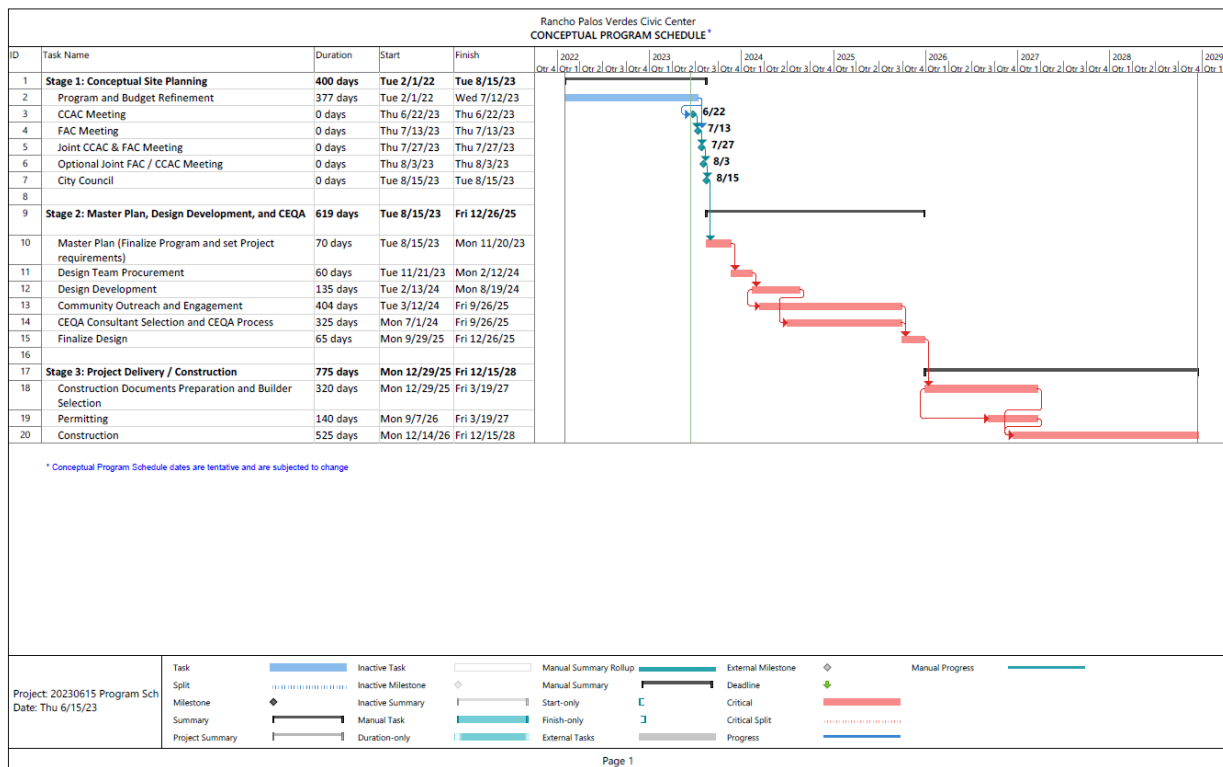 Rancho Palos Verdes Civic Center
CONCEPTUAL PROGRAM SCHEDULE*
ID Task Name Duration Start Finish
2022 2023 2024 2025 2026 2027 2028 2029
Qtr 4 Qtr 1 Qtr 2 Qtr 3 Qtr 4 Qtr 1 Qtr 2 Qtr 3 Qtr 4 Qtr 1 Qtr 2 Qtr 3 Qtr 4 Qtr 1 Qtr 2 Qtr 3 Qtr 4 Qtr 1 Qtr 2 Qtr 3 Qtr 4 Qtr 1 Qtr 2 Qtr 3 Qtr 4 Qtr 1 Qtr 2 Qtr 3 Qtr 4 Qtr 1
1 Stage 1: Conceptual Site Planning 400 days Tue 2/1/22 Tue 8/15/23
2 Program and Budget Refinement 377 days Tue 2/1/22 Wed 7/12/23
3 CCAC Meeting 0 days Thu 6/22/23 Thu 6/22/23 6/22
4 FAC Meeting 0 days Thu 7/13/23 Thu 7/13/23 7/13
5 Joint CCAC & FAC Meeting 0 days Thu 7/27/23 Thu 7/27/23 7/27
6 Optional Joint FAC / CCAC Meeting 0 days Thu 8/3/23 Thu 8/3/23 8/3
7 City Council 0 days Tue 8/15/23 Tue 8/15/23 8/15
8
9 Stage 2: Master Plan, Design Development, and CEQA 619 days Tue 8/15/23 Fri 12/26/25
10 Master Plan (Finalize Program and set Project 70 days Tue 8/15/23 Mon 11/20/23
requirements)
11 Design Team Procurement 60 days Tue 11/21/23 Mon 2/12/24
12 Design Development 135 days Tue 2/13/24 Mon 8/19/24
13 Community Outreach and Engagement 404 days Tue 3/12/24 Fri 9/26/25
14 CEQA Consultant Selection and CEQA Process 325 days Mon 7/1/24 Fri 9/26/25
15 Finalize Design 65 days Mon 9/29/25 Fri 12/26/25
16
17 Stage 3: Project Delivery / Construction 775 days Mon 12/29/25 Fri 12/15/28
18 Construction Documents Preparation and Builder 320 days Mon 12/29/25 Fri 3/19/27
Selection
19 Permitting 140 days Mon 9/7/26 Fri 3/19/27
20 Construction 525 days Mon 12/14/26 Fri 12/15/28
* Conceptual Program Schedule dates are tentative and are subjected to change
Project: 20230615 Program Sch
Date: Thu 6/15/23
Task Inactive Task Manual Summary Rollup External Milestone Manual Progress
Split Inactive Milestone Manual Summary Deadline
Milestone Inactive Summary Start-only Critical
Summary Manual Task Finish-only Critical Split
Project Summary Duration-only External Tasks Progress
Page 1